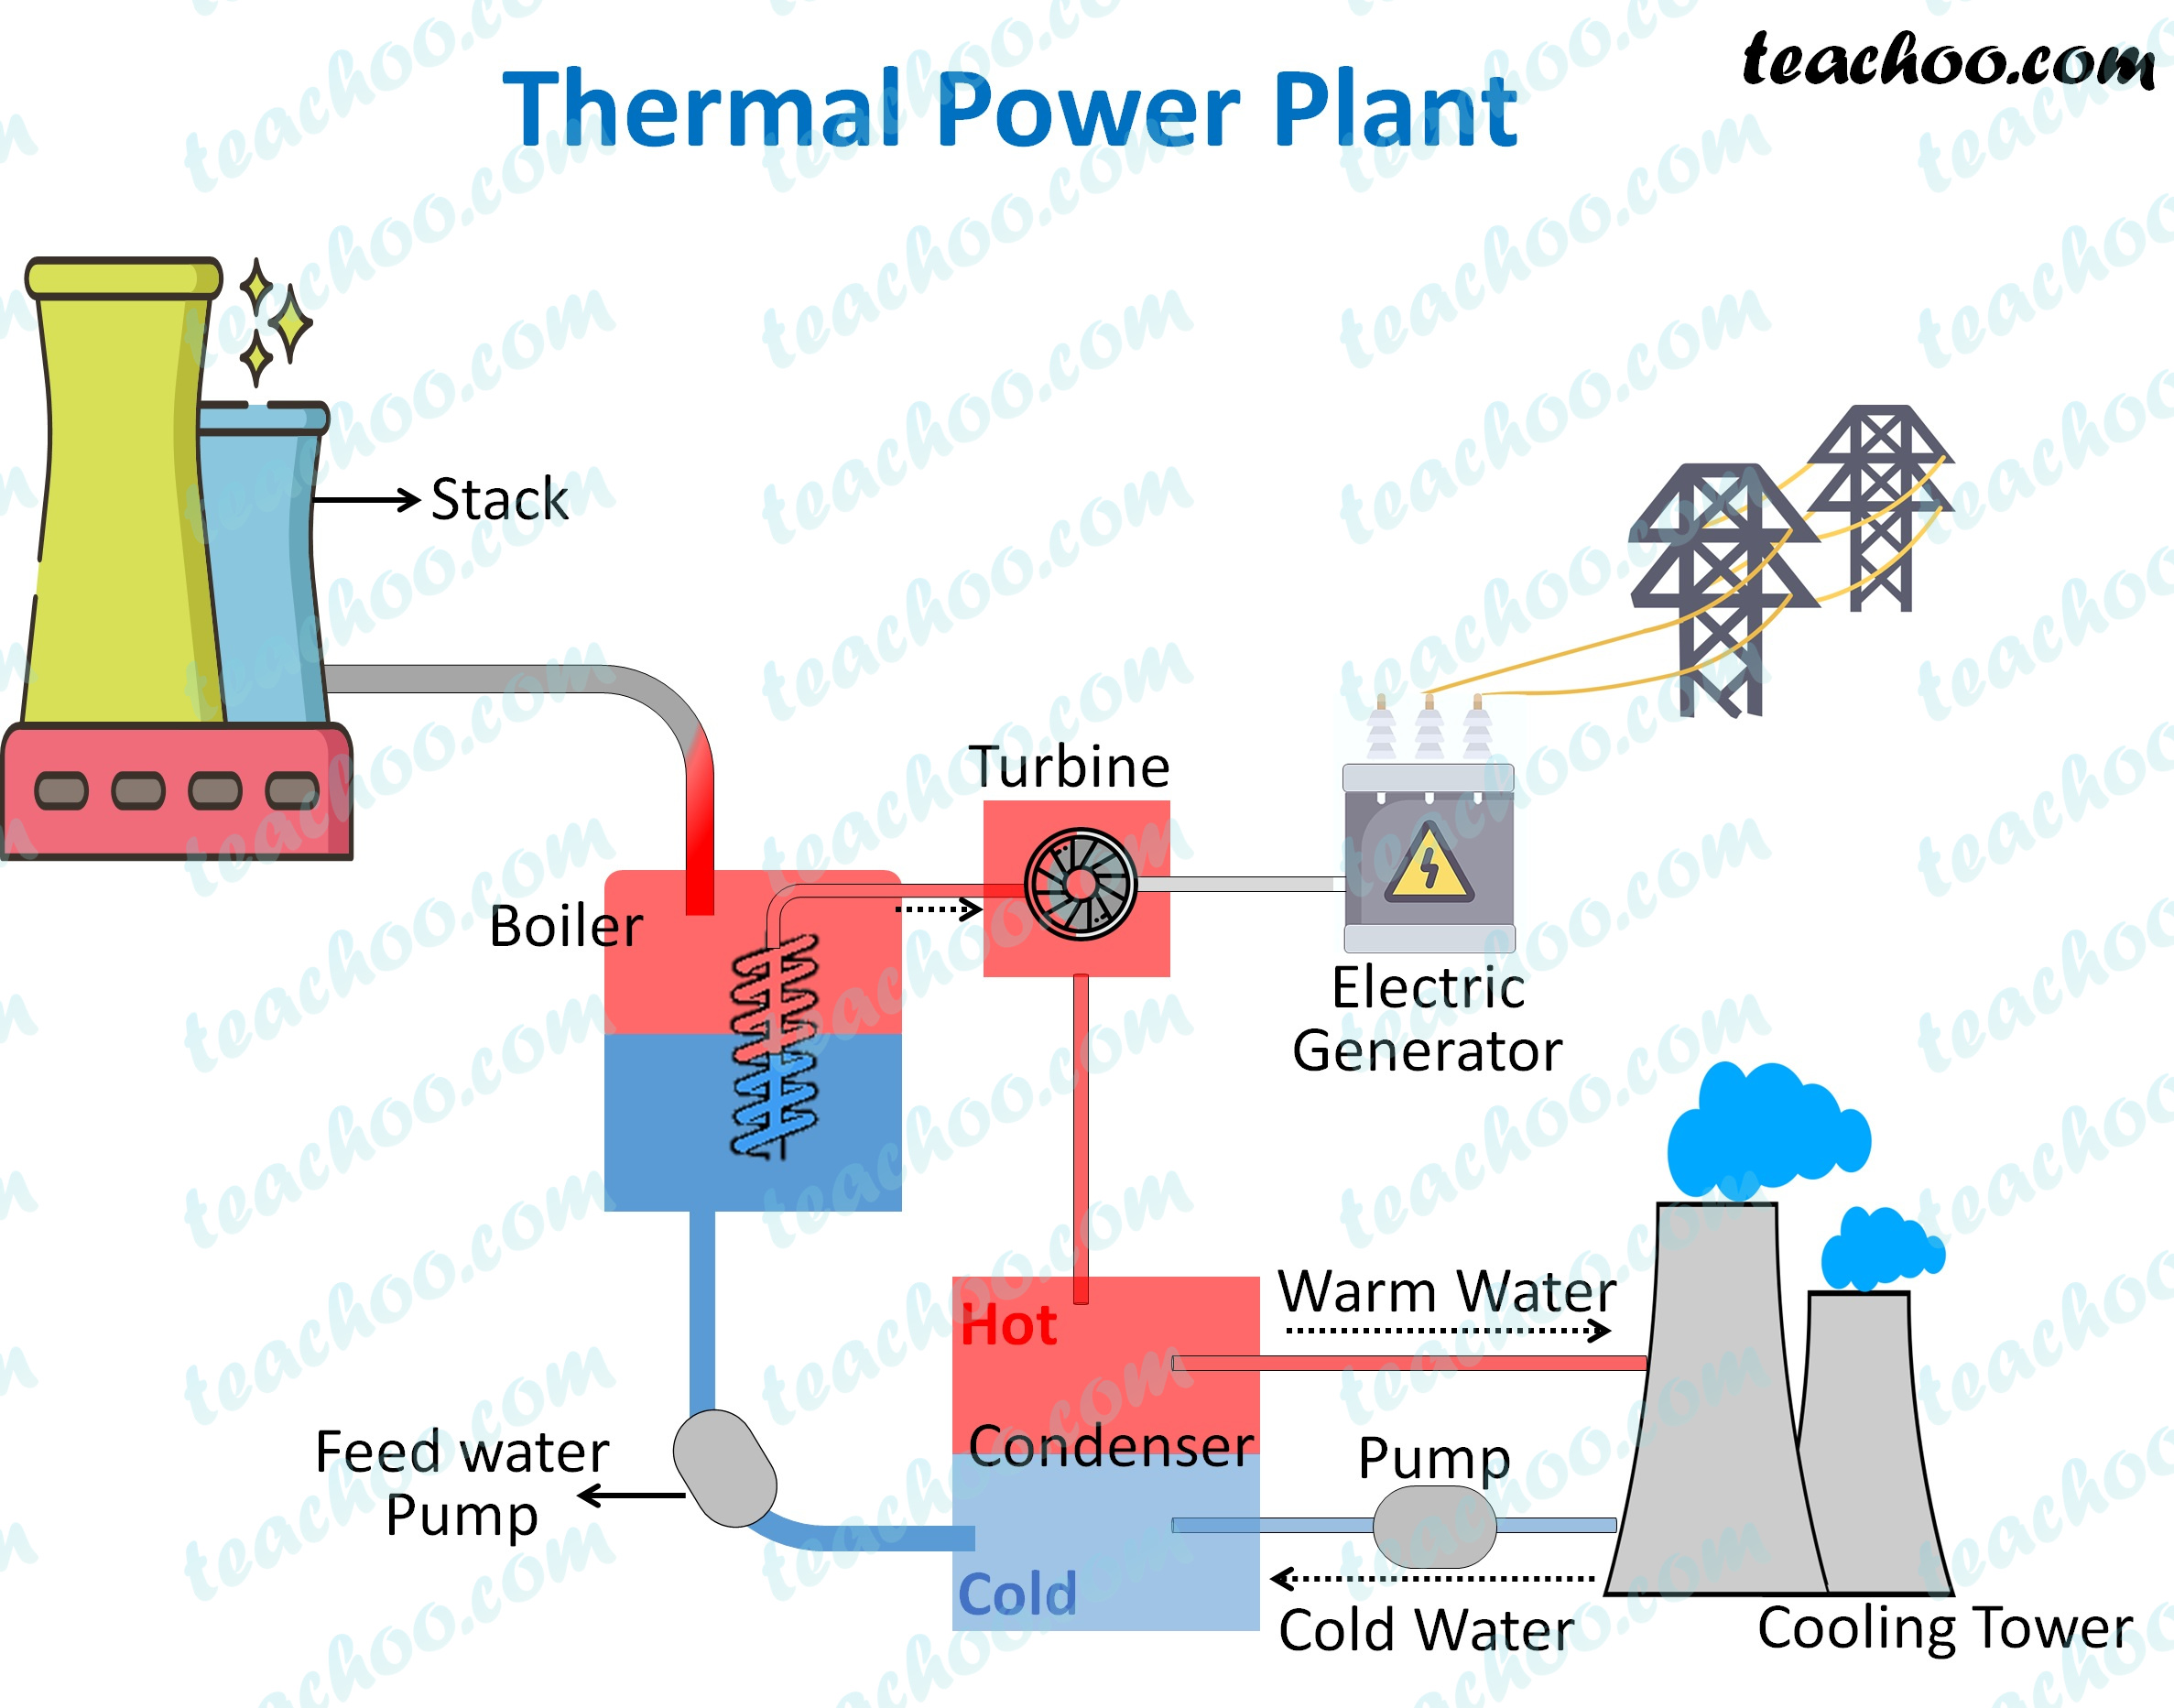 teachoo.com
Thermal Power Plant
Stack
Turbine
Boiler
Electric
Generator
Hot
Warm Water
Condenser
Feed water
Pump
Pump
Cold
Cold Water
Cooling Tower